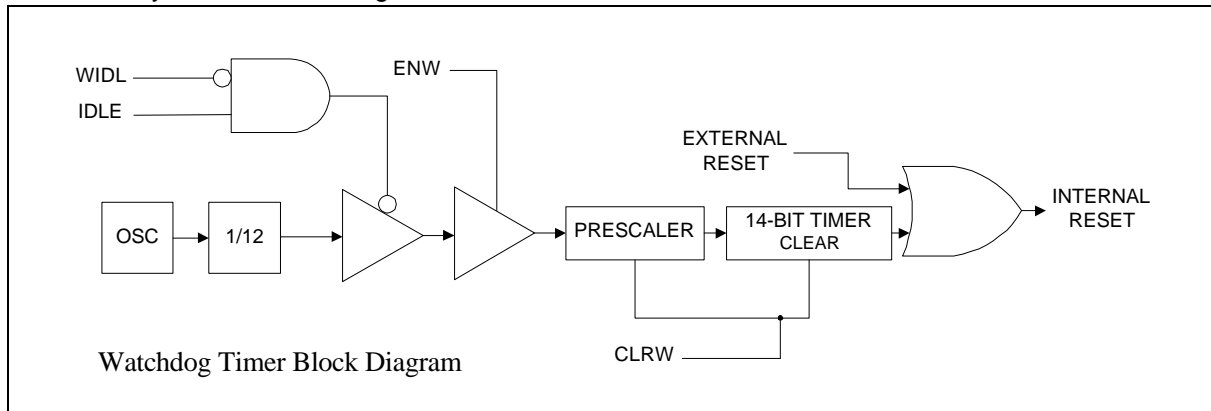 WIDL
IDLE
ENW
EXTERNAL
RESET
INTERNAL
RESET
OSC
1/12
PRESCALER
14-BIT TIMER
CLEAR
CLRW
Watchdog Timer Block Diagram